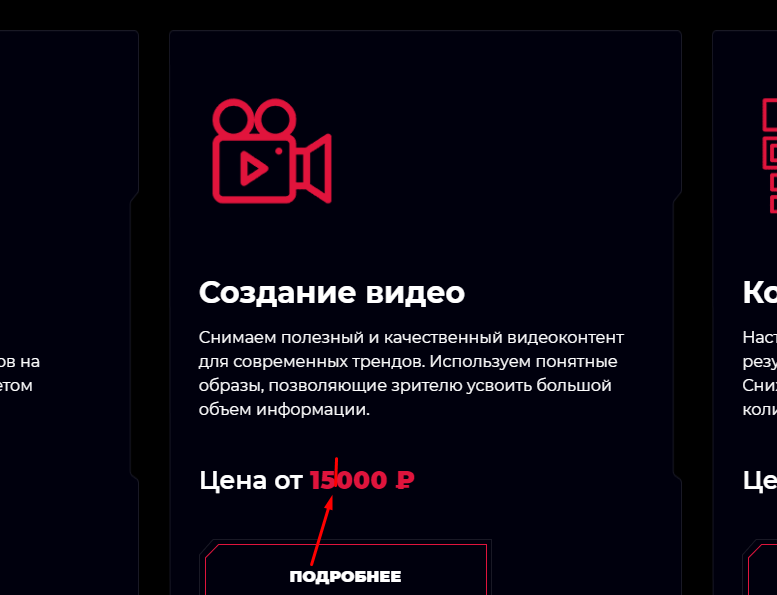 Создание видео
Ко
Снимаем полезный и качественный видеоконтент
для современных трендов. Используем понятные
образы, позволяющие зрителю усвоить большой
объем информации.
ов на
етом
Наст
резу
Сни
коли
Цена от 15000 ₽
Це
ПОДРОБНЕЕ